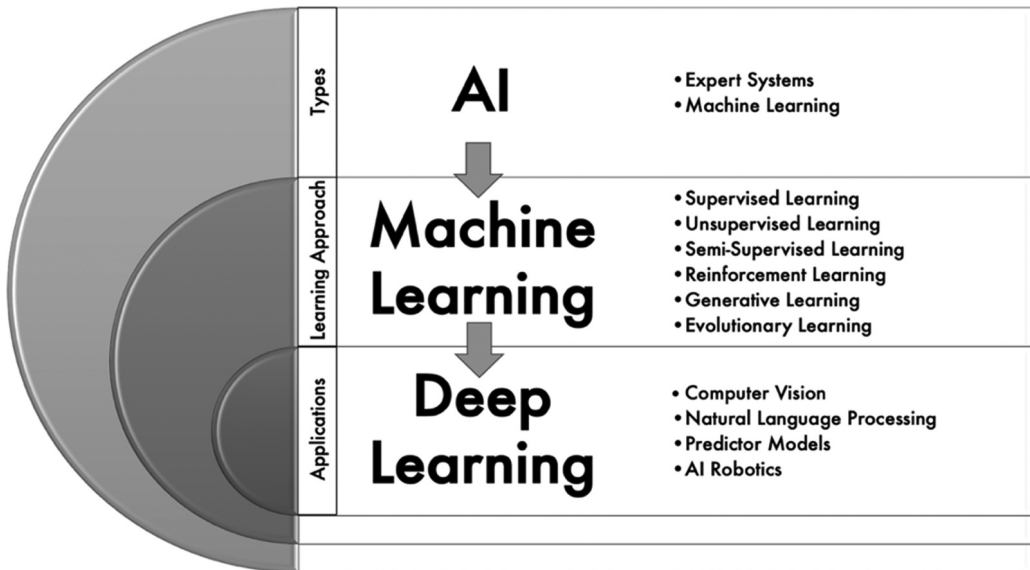 Types
AI
• Expert Systems
• Machine Learning
Learning Approach
Machine
Learning
• Supervised Learning
• Unsupervised Learning
• Semi-Supervised Learning
• Reinforcement Learning
• Generative Learning
• Evolutionary Learning
Applications
Deep
Learning
• Computer Vision
• Natural Language Processing
• Predictor Models
• AI Robotics